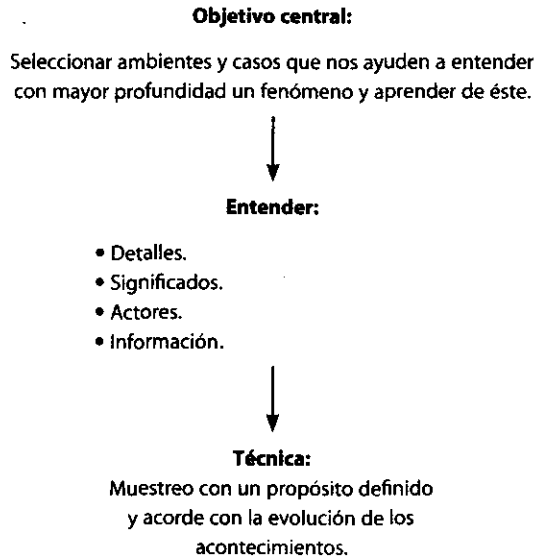 Objetivo central:
Seleccionar ambientes y casos que nos ayuden a entender
con mayor profundidad un fenómeno y aprender de éste.
Entender:
• Detalles.
• Significados.
• Actores.
• Información.
Técnica:
Muestreo con un propósito definido
y acorde con la evolución de los
acontecimientos.